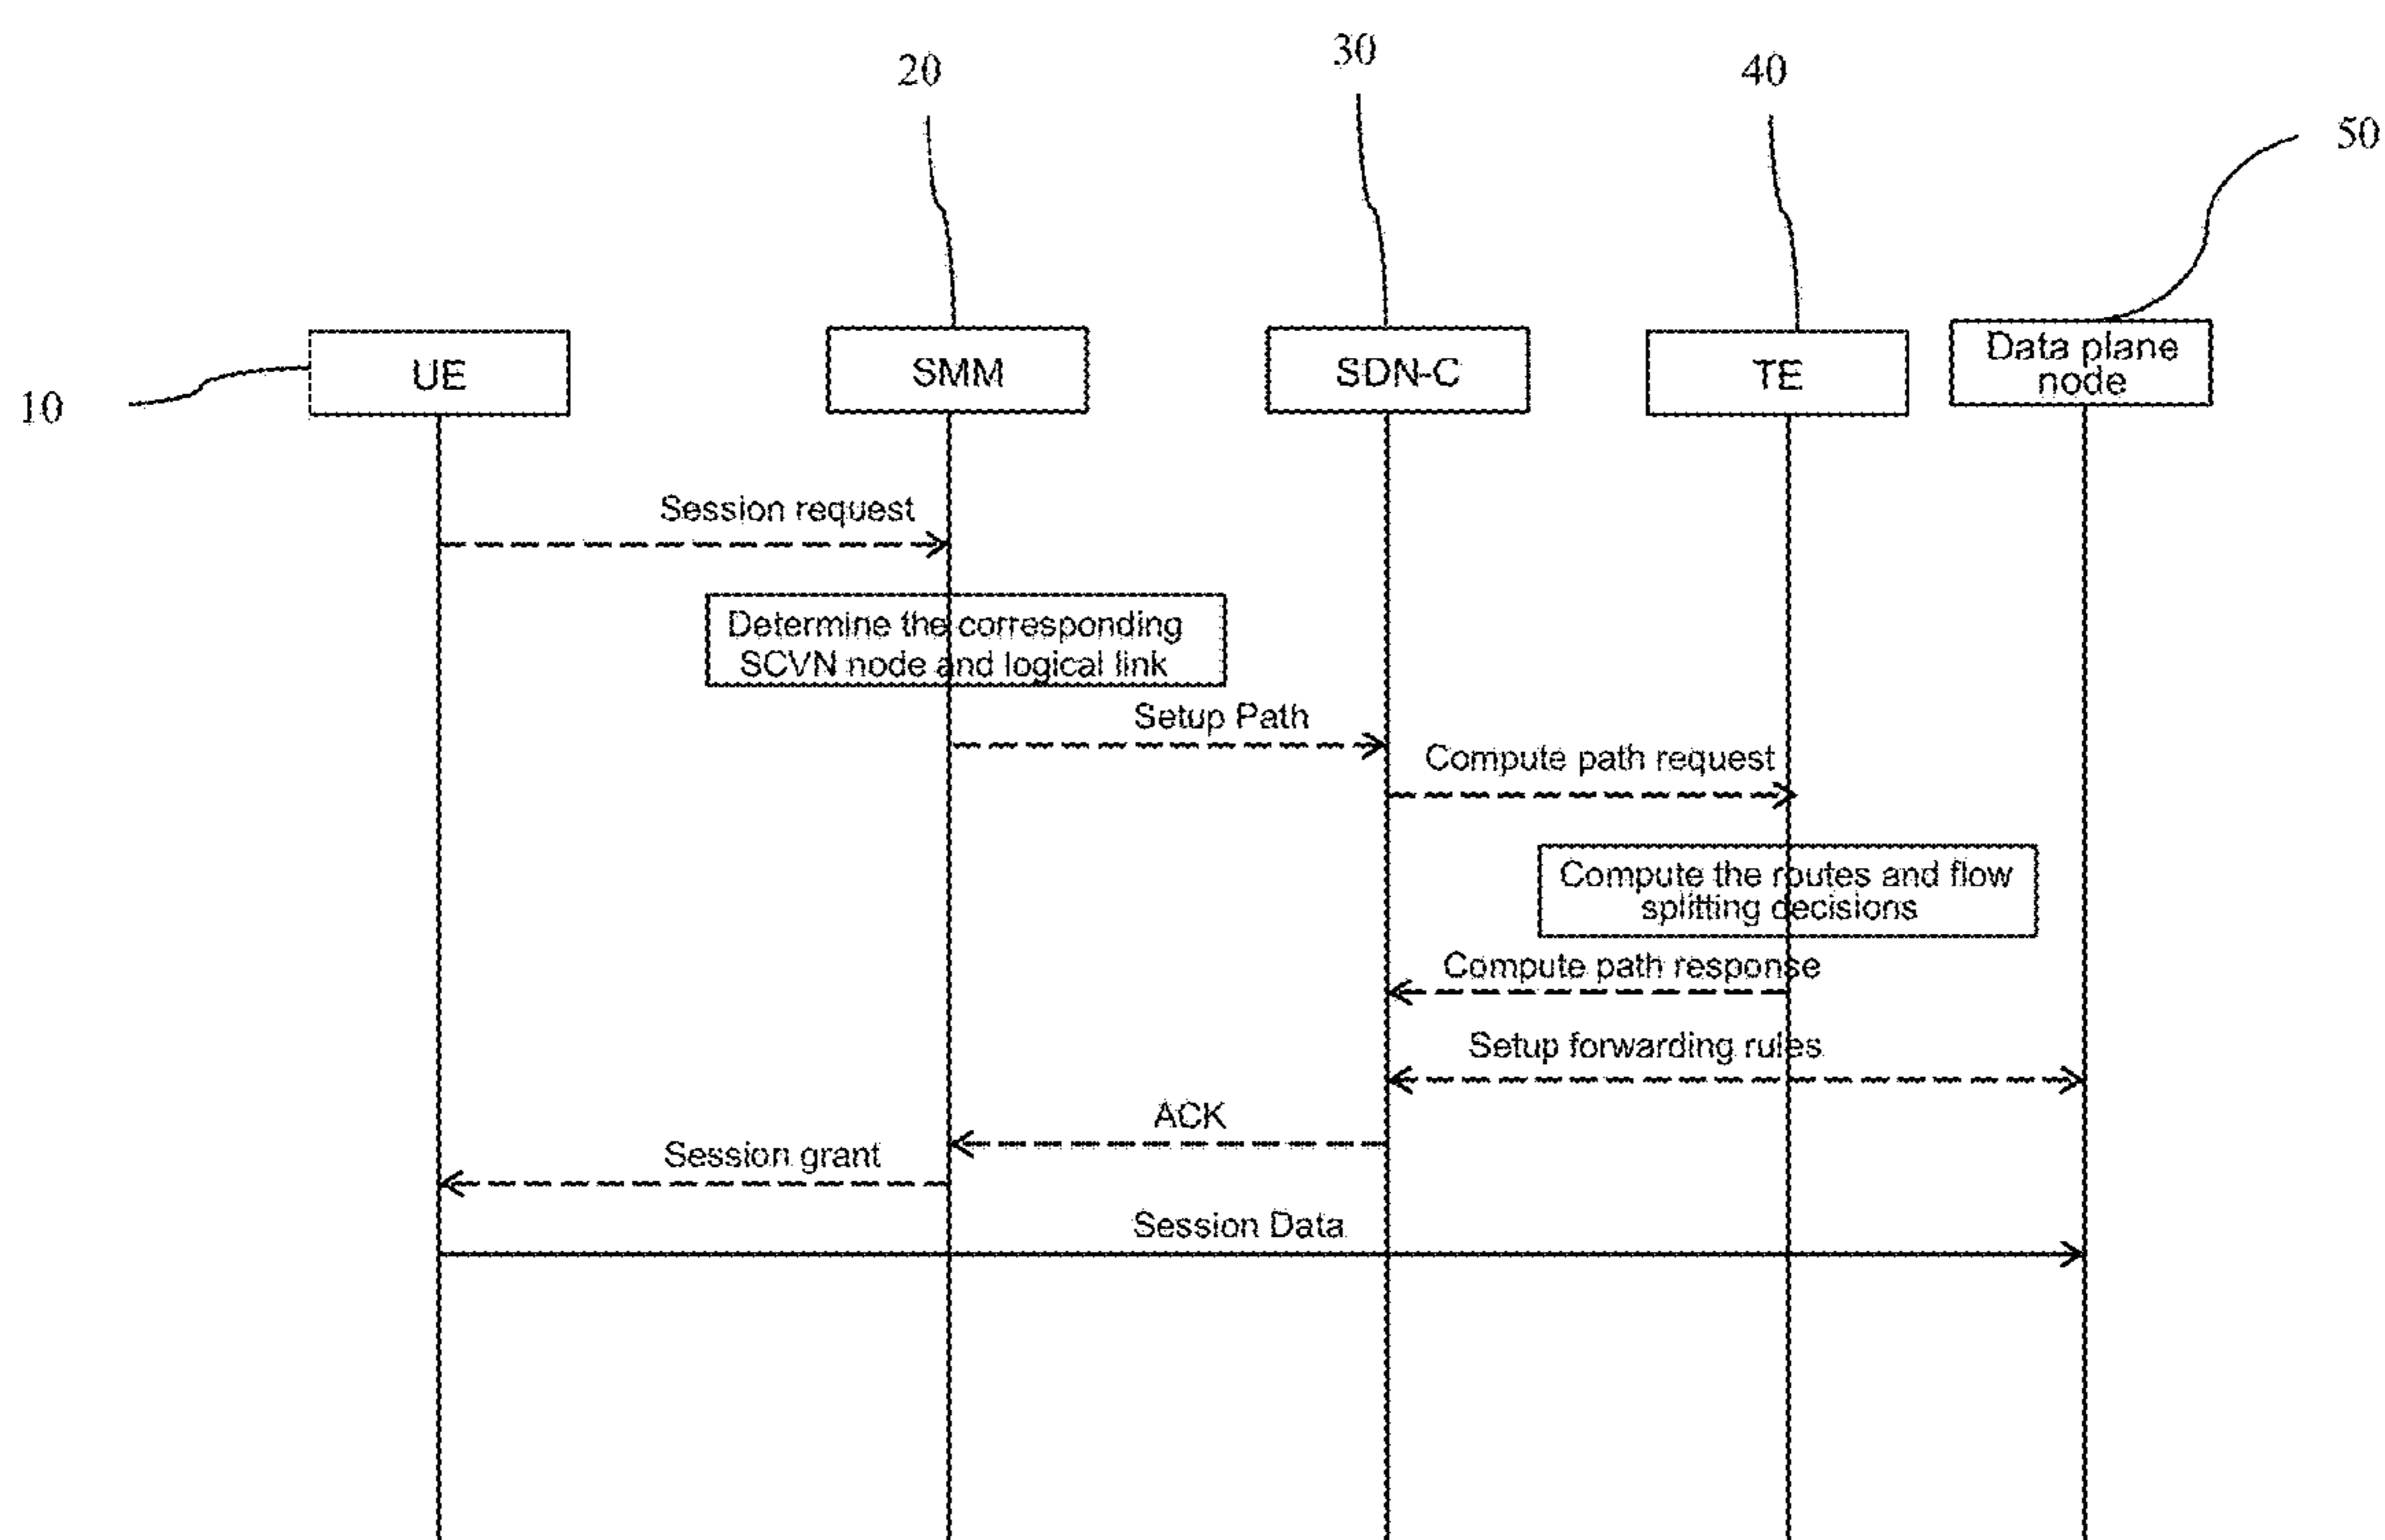 30
20
40
50
10
UE
SMM
SDN-C
TE
Data plane
node
Session request
Determine the corresponding
SCVN node and logical link
Setup Path
Compute path request
Compute the routes and flow
splitting decisions
Compute path response
Setup forwarding rules
ACK
Session grant
Session Data